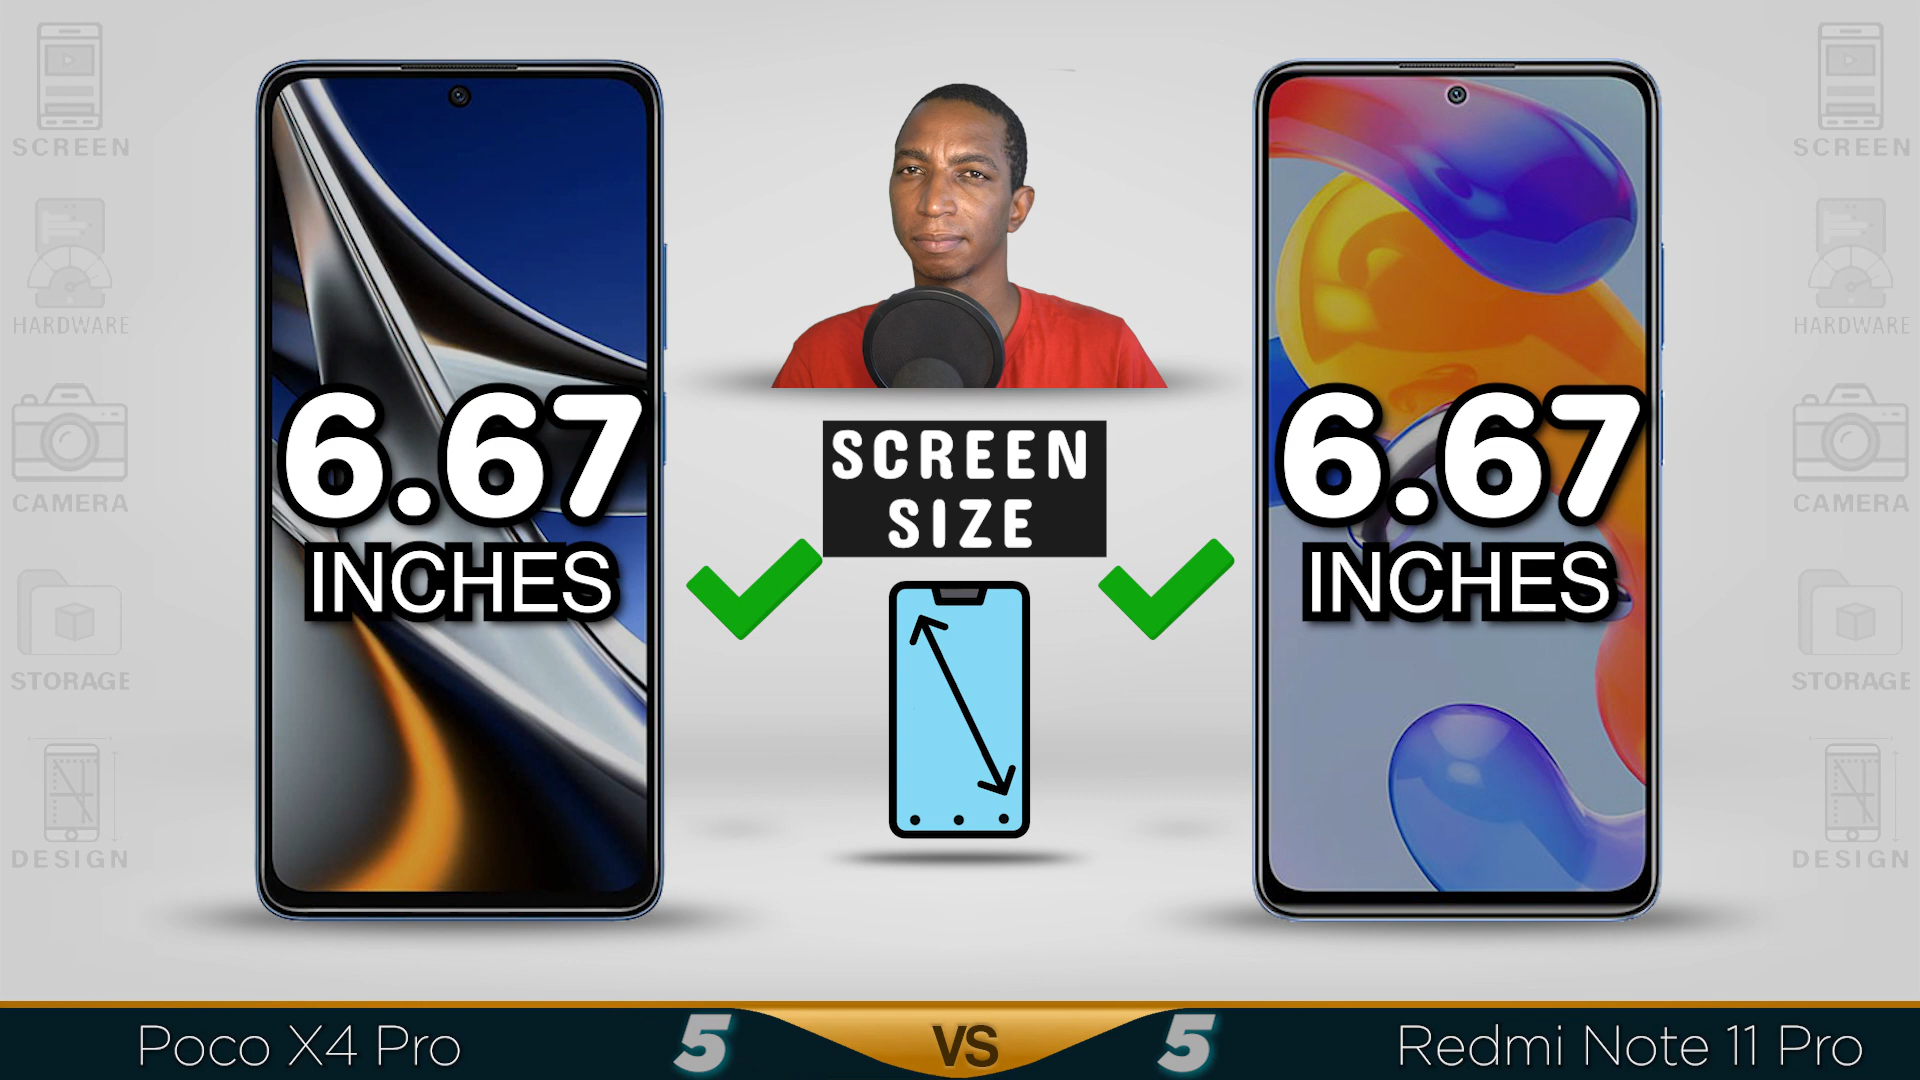 SCREEN
HARDWARE
CAMERA
STORAGE
DESIGN
6.67
INCHES
SCREEN
SIZE
6.67
INCHES
SCREEN
HARDWARE
CAMERA
STORAGE
DESIGN
Poco X4 Pro
5
VS
5
Redmi Note 11 Pro